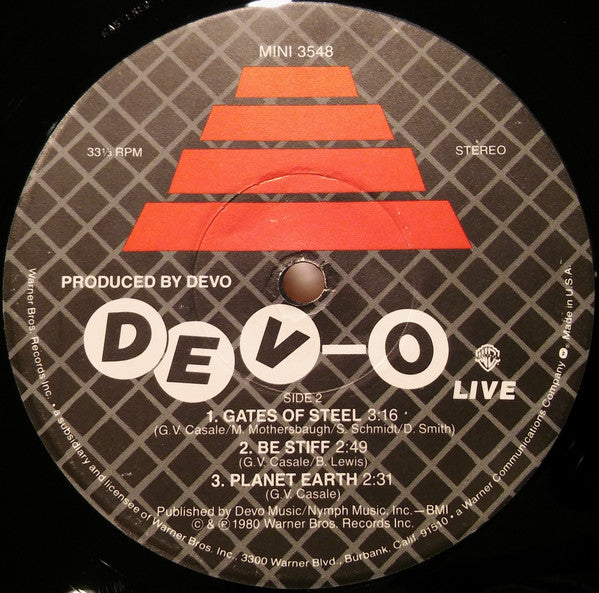 MINI 3548
33⅓ RPM
STEREO
PRODUCED BY DEVO
DEV-O
LIVE
SIDE 2
1. GATES OF STEEL 3:16
(G.V. Casale/M. Mothersbaugh/S. Schmidt/D. Smith)
2. BE STIFF 2:49
(G.V. Casale/B. Lewis)
3. PLANET EARTH 2:31
(G.V. Casale)
Published by Devo Music/Nymph Music, Inc.—BMI
© & ℗ 1980 Warner Bros. Records Inc.
Warner Bros. Records Inc. • a subsidiary and licensee of Warner Bros. Inc., 3300 Warner Blvd., Burbank, Calif. 91510 • a Warner Communications Company • Made in U.S.A.